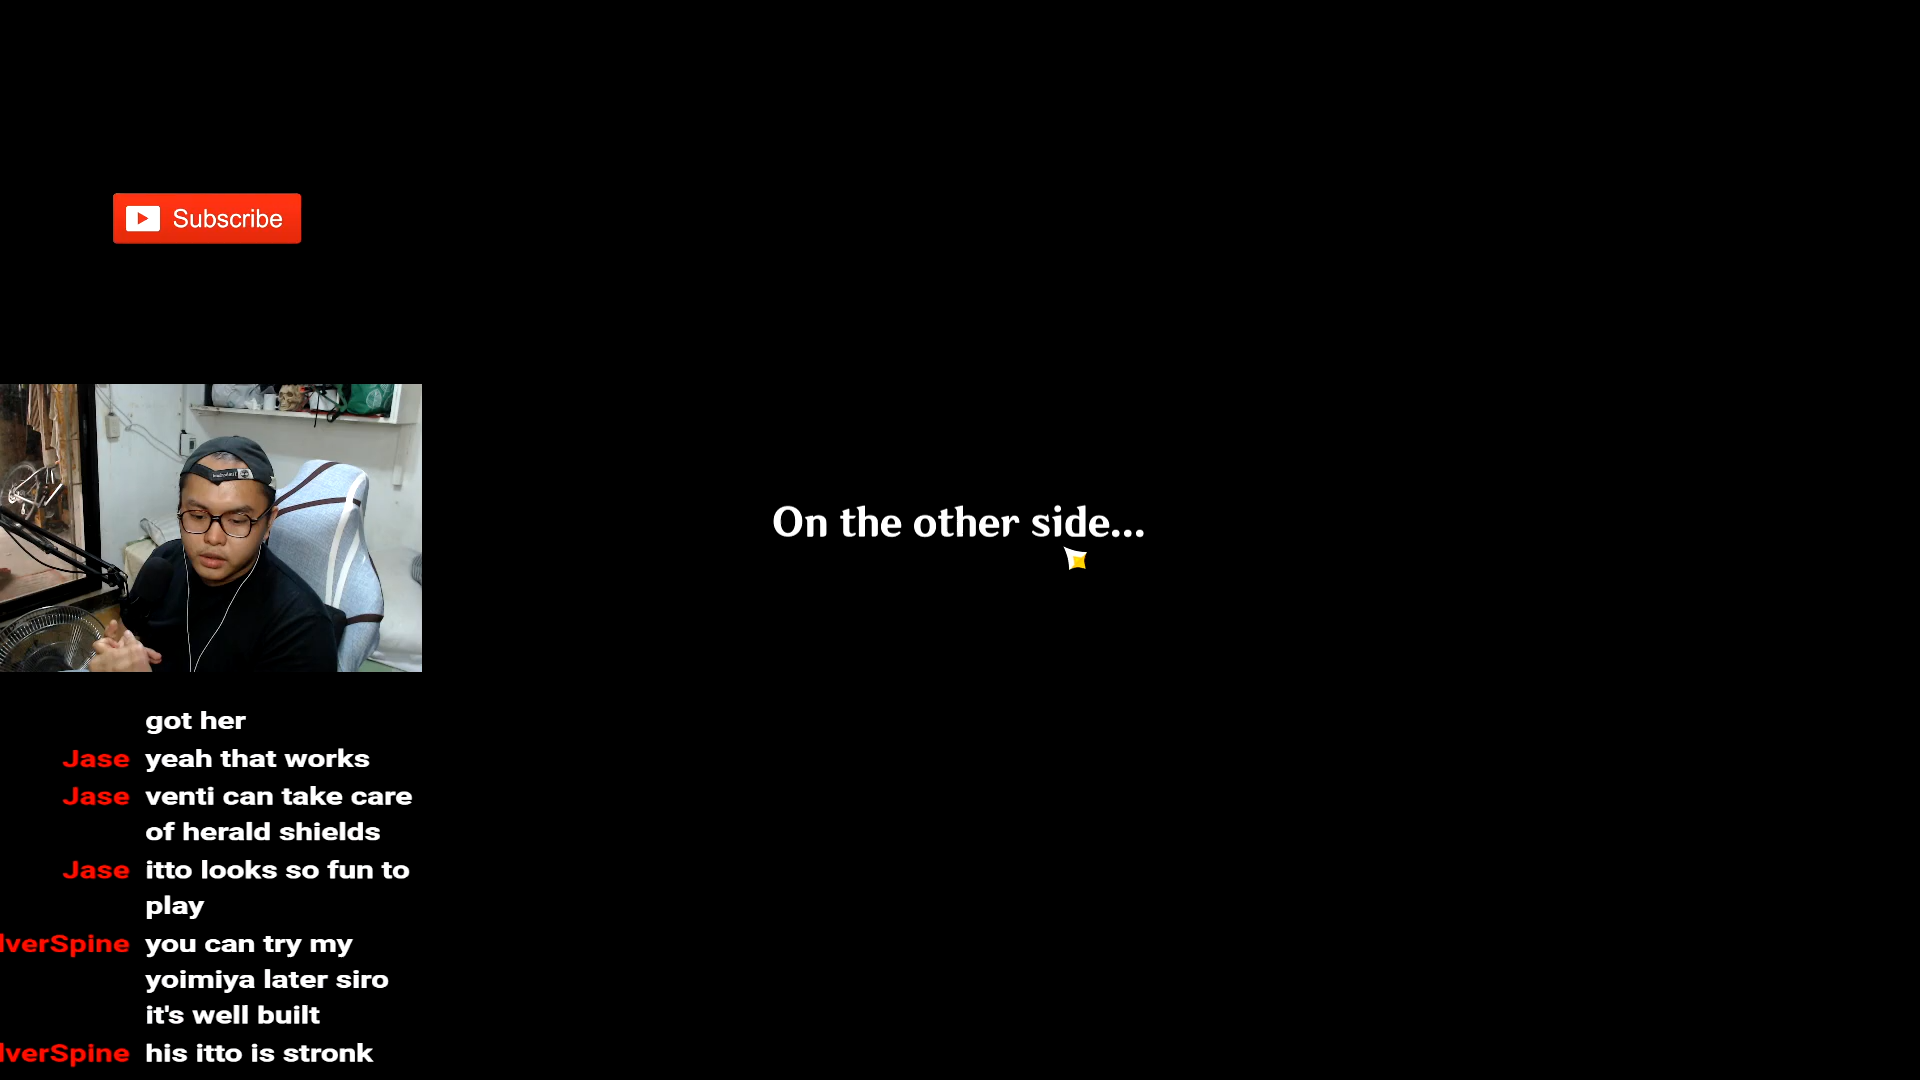 Subscribe
On the other side...
got her
Jase yeah that works
Jase venti can take care
of herald shields
Jase itto looks so fun to
play
lverSpine you can try my
yoimiya later siro
it's well built
lverSpine his itto is stronk